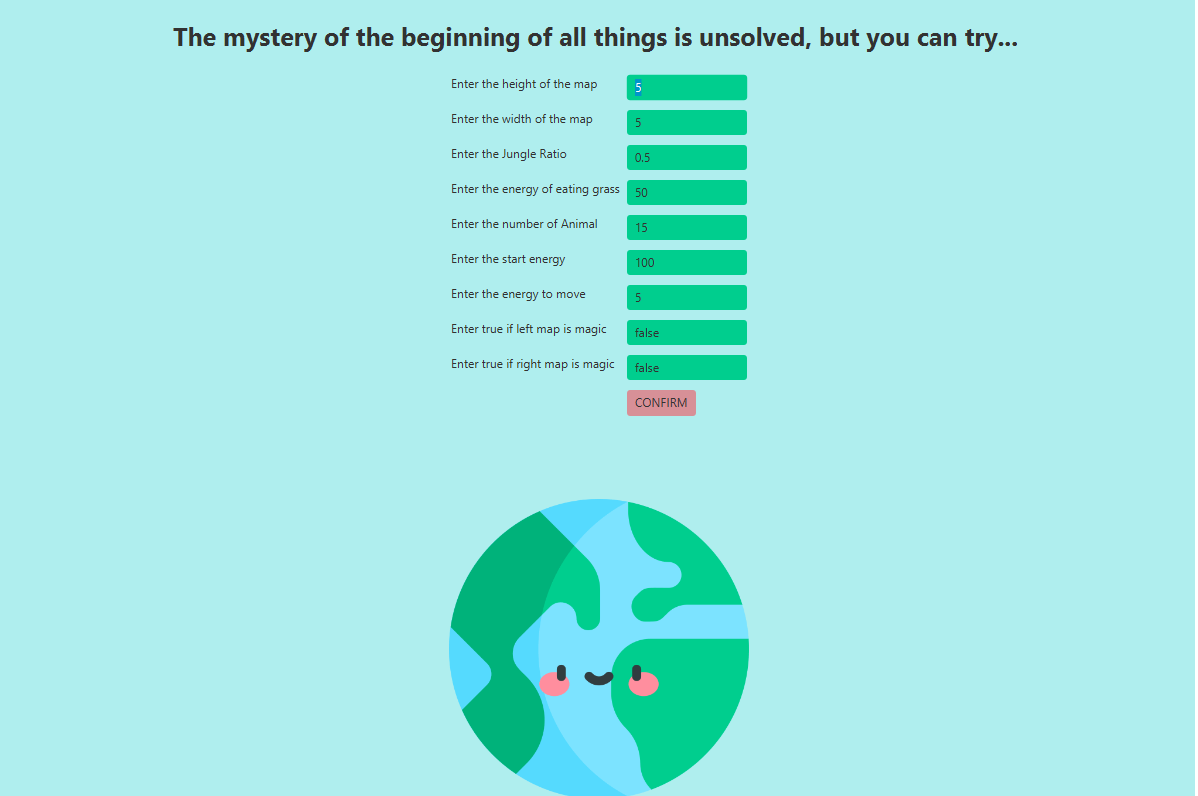 The mystery of the beginning of all things is unsolved, but you can try...
Enter the height of the map 5
Enter the width of the map 5
Enter the Jungle Ratio 0.5
Enter the energy of eating grass 50
Enter the number of Animal 15
Enter the start energy 100
Enter the energy to move 5
Enter true if left map is magic false
Enter true if right map is magic false
CONFIRM